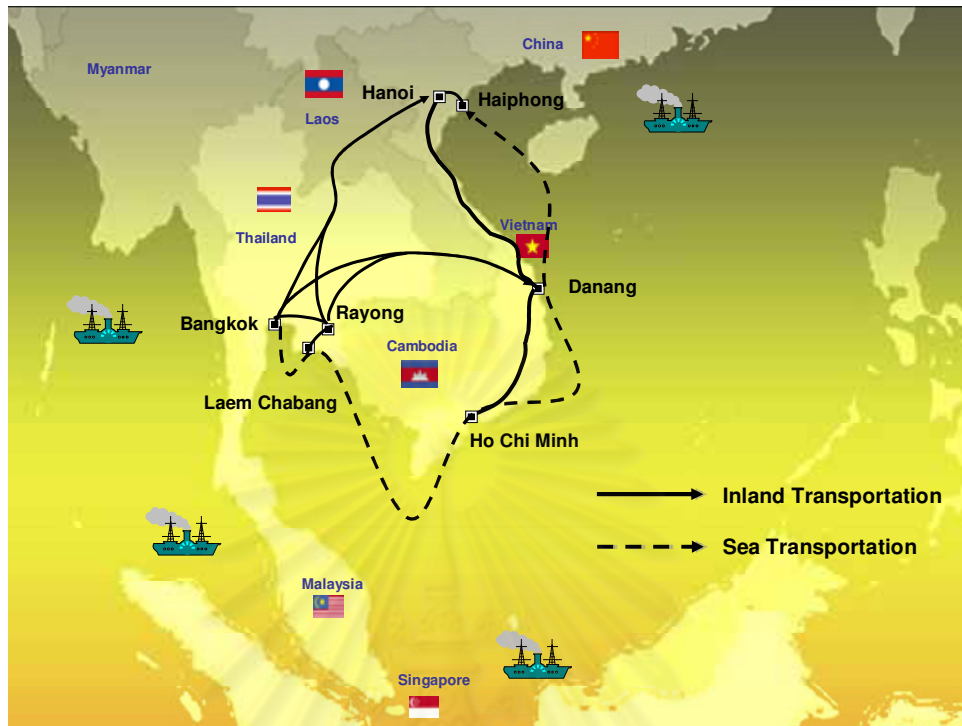 China
Myanmar
Hanoi
Haiphong
Laos
Thailand
Vietnam
Danang
Rayong
Bangkok
Cambodia
Laem Chabang
Ho Chi Minh
Inland Transportation
Sea Transportation
Malaysia
Singapore